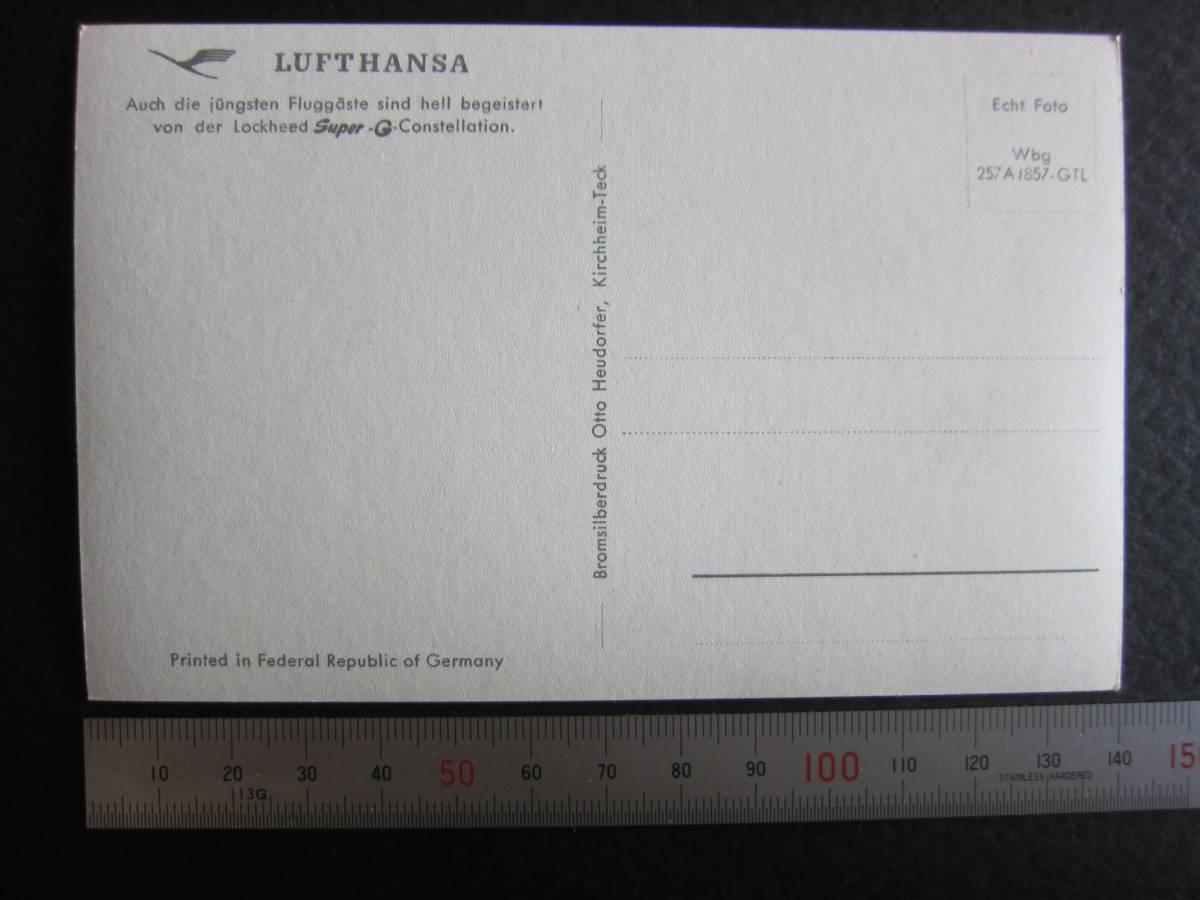 LUFTHANSA
Auch die jüngsten Fluggäste sind hell begeistert
von der Lockheed Super-G-Constellation.
Echt Foto
Wbg
257A1857-GTL
Bromsilberdruck Otto Heudorfer, Kirchheim-Teck
Printed in Federal Republic of Germany
10 20 30 40 50 60 70 80 90 100 110 120 130 140 150
13G
STAINLESS HARDENED